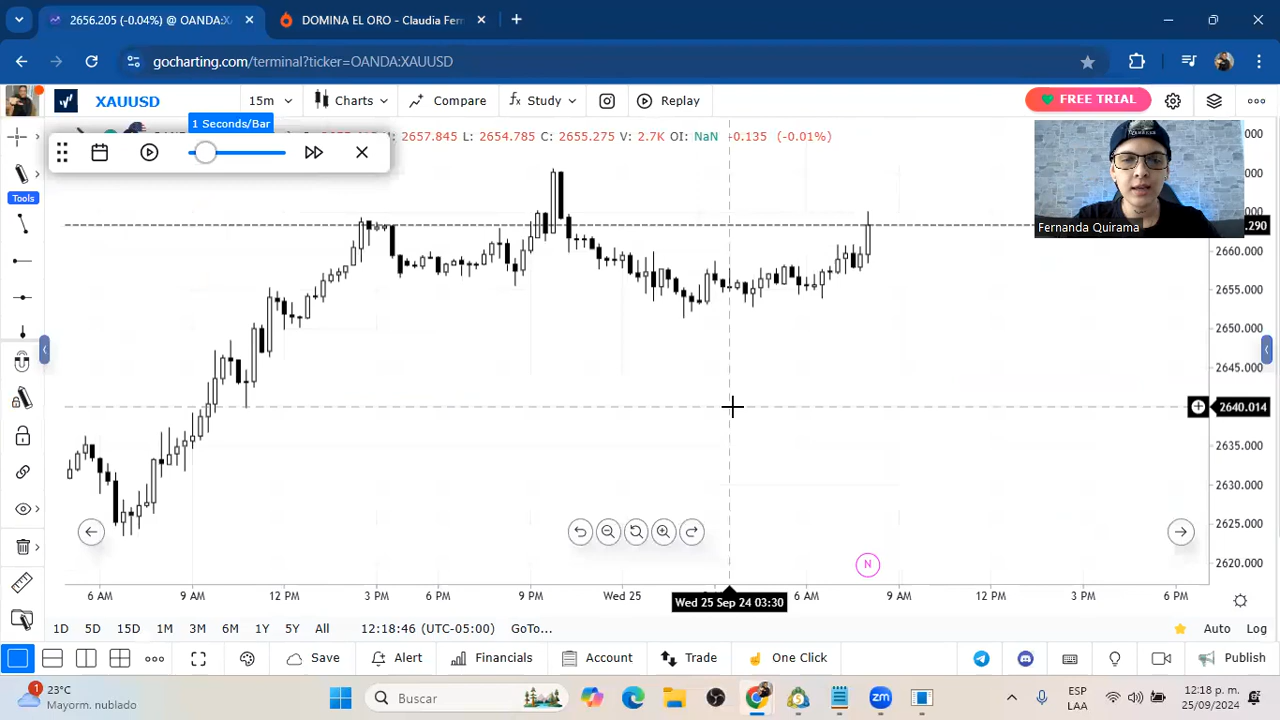 2656.205 (-0.04%) @ OANDA:XA
DOMINA EL ORO - Claudia Fer
gocharting.com/terminal?ticker=OANDA:XAUUSD
XAUUSD
15m
Charts
Compare
fx Study
Replay
FREE TRIAL
1 Seconds/Bar
2657.845 L: 2654.785 C: 2655.275 V: 2.7K OI: NaN -0.135 (-0.01%)
Tools
Fernanda Quirama
.290
2660.000
2655.000
2650.000
2645.000
2640.014
2635.000
2630.000
2625.000
2620.000
N
6 AM
9 AM
12 PM
3 PM
6 PM
9 PM
Wed 25
Wed 25 Sep 24 03:30
6 AM
9 AM
12 PM
3 PM
6 PM
1D 5D 15D 1M 3M 6M 1Y 5Y All 12:18:46 (UTC-05:00) GoTo...
Auto Log
Save Alert Financials Account Trade One Click Publish
1
23°C
Mayorm. nublado
Buscar
zm
ESP
LAA
12:18 p. m.
25/09/2024